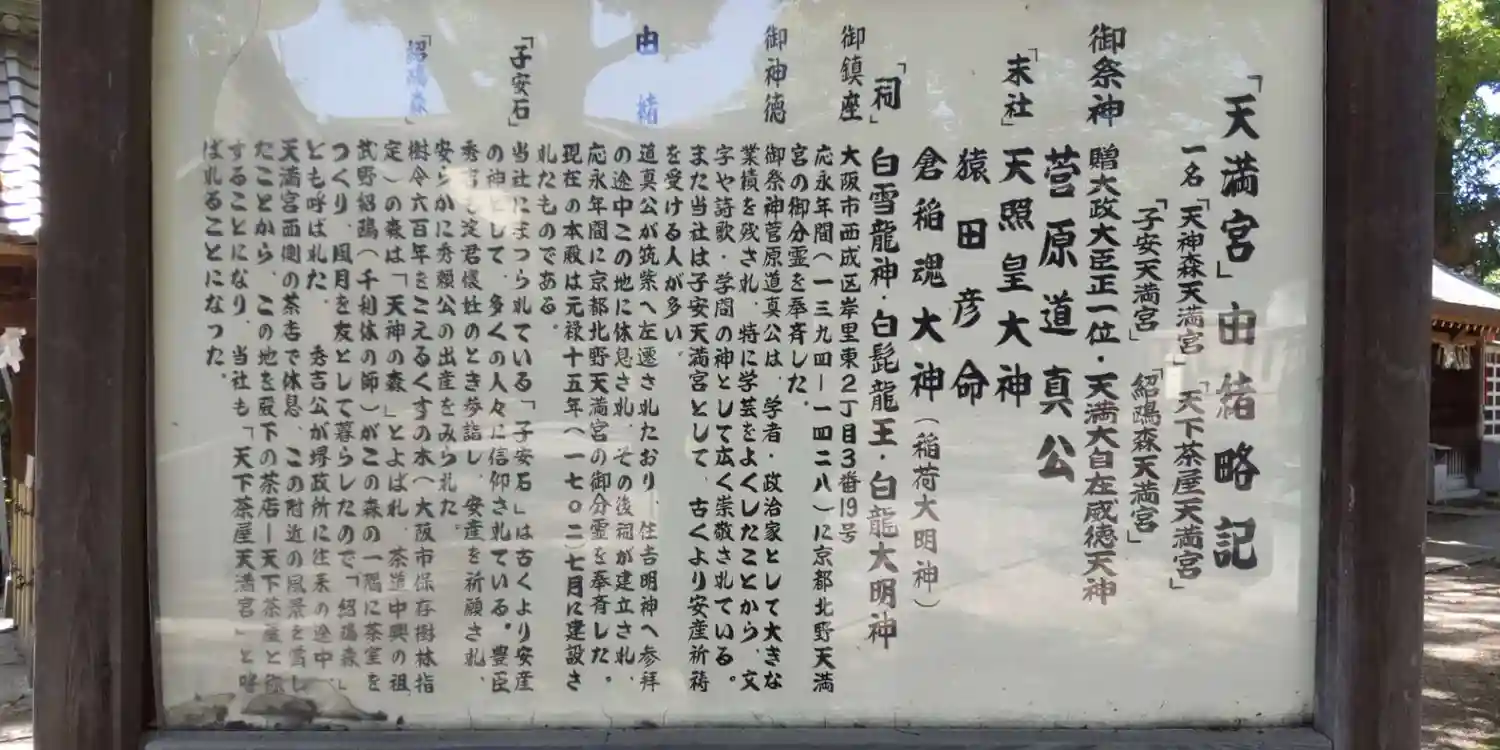 「天満宮」由緒略記
一名「天神森天満宮」「天下茶屋天満宮」
「子安天満宮」「紹鴎森天満宮」
御祭神 贈大政大臣正一位・天満大自在威徳天神
菅原道真公
「末社」天照皇大神
猿田彦命
倉稲魂大神（稲荷大明神）
「祠」白雪龍神・白髭龍王・白龍大明神
御鎮座 大阪市西成区岸里東2丁目3番19号
応永年間（一三九四―一四二八）に京都北野天満
宮の御分霊を奉斉した。
御神徳 御祭神菅原道真公は、学者・政治家として大きな
業積を残され、特に学芸をよくしたことから、文
字や詩歌・学問の神として広く崇敬されている。
また当社は子安天満宮として、古くより安産祈祷
を受ける人が多い。
由緒 道真公が筑紫へ左遷されたおり、住吉明神へ参拜
の途中この地に休息され、その後祠が建立され、
応永年間に京都北野天満宮の御分霊を奉斉した。
現在の本殿は元禄十五年（一七〇二）七月に建設さ
れたものである。
「子安石」当社にまつられている「子安石」は古くより安産
の神として、多くの人々に信仰されている。豊臣
秀吉も淀君懐妊のとき参詣し、安産を祈願され、
安らかに秀頼公の出産をみられた。
「紹鴎森」樹令六百年をこえるくすの木（大阪市保存樹林指
定）の森は「天神の森」とよばれ、茶道中興の祖
武野紹鴎（千利休の師）がこの森の一隅に茶室を
つくり、風月を友として暮らしたので「紹鴎森」
とも呼ばれた。 秀吉公が堺政所に往来の途中、
天満宮西側の茶店で休息、この附近の風景を賞し
たことから、この地を殿下の茶店―天下茶屋と称
することになり、当社も「天下茶屋天満宮」と呼
ばれることになった。